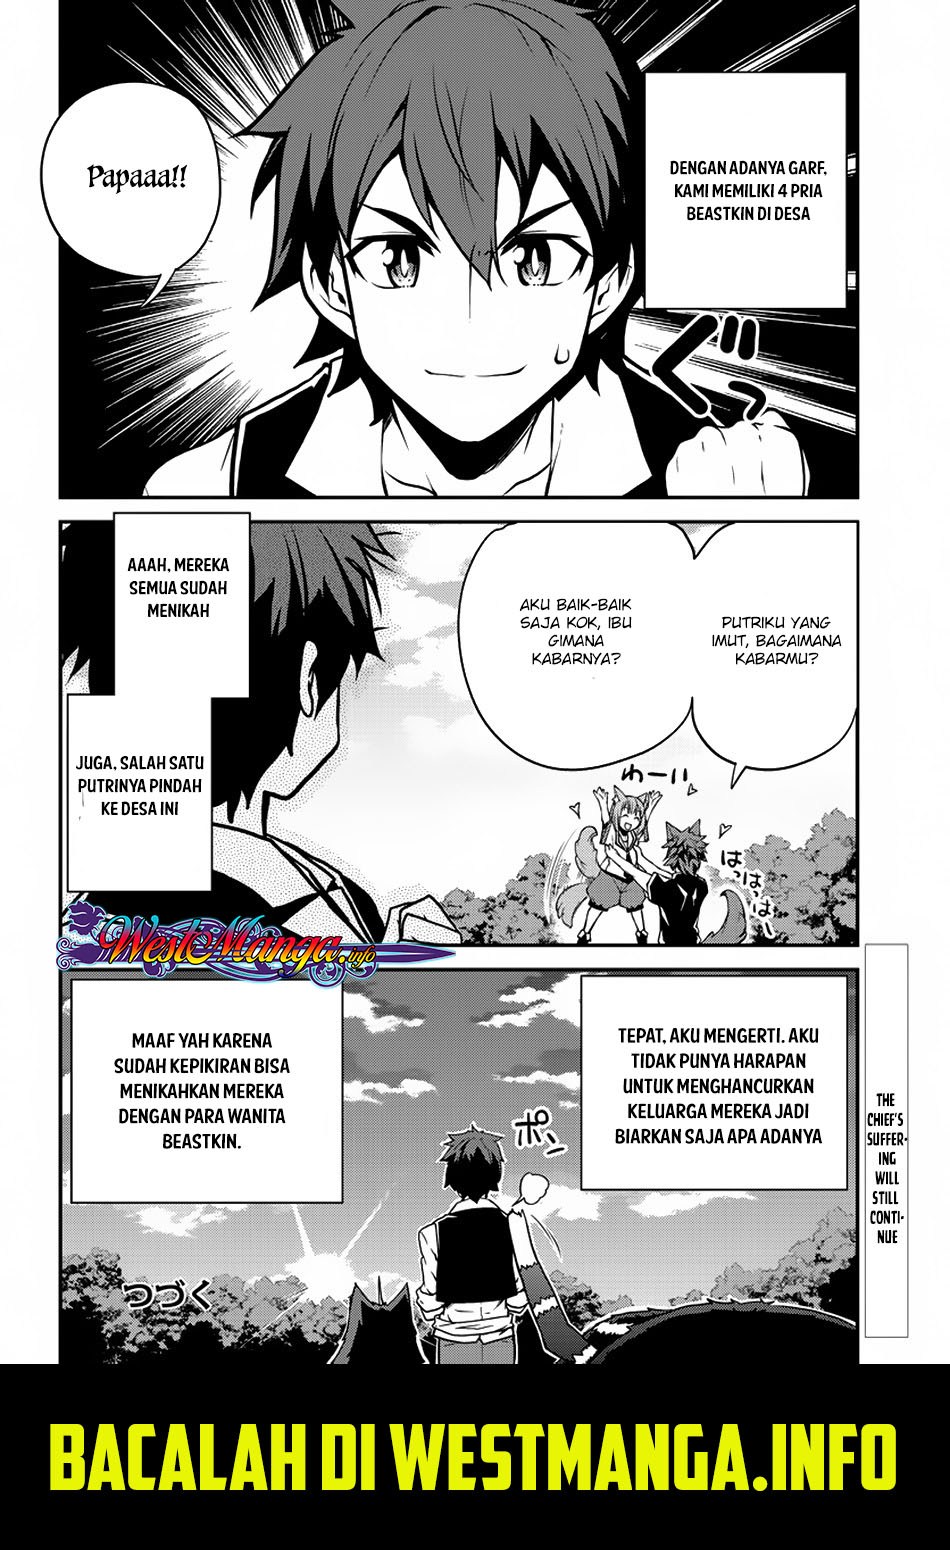 DENGAN ADANYA GARF,
KAMI MEMILIKI 4 PRIA
BEASTKIN DI DESA
Papaaa!!
ぐっ
PUTRIKU YANG
IMUT, BAGAIMANA
KABARMU?
AKU BAIK-BAIK
SAJA KOK, IBU
GIMANA
KABARNYA?
AAAH, MEREKA
SEMUA SUDAH
MENIKAH
JUGA, SALAH SATU
PUTRINYA PINDAH
KE DESA INI
わーい
はっはっはー
WestManga.info
TEPAT, AKU MENGERTI. AKU
TIDAK PUNYA HARAPAN
UNTUK MENGHANCURKAN
KELUARGA MEREKA JADI
BIARKAN SAJA APA ADANYA
MAAF YAH KARENA
SUDAH KEPIKIRAN BISA
MENIKAHKAN MEREKA
DENGAN PARA WANITA
BEASTKIN.
ポン
つづく
THE
CHIEF'S
SUFFER-
ING
WILL
STILL
CONTI-
NUE
BACALAH DI WESTMANGA.INFO